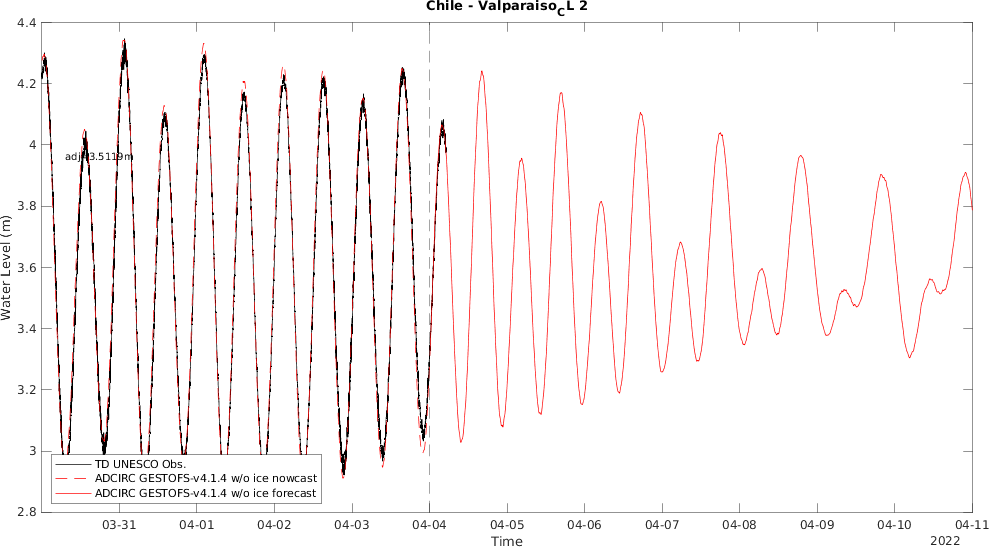 Chile - Valparaiso_CL 2
4.4
4.2
4
3.8
3.6
3.4
3.2
3
2.8
Water Level (m)
adj=3.5119m
TD UNESCO Obs.
ADCIRC GESTOFS-v4.1.4 w/o ice nowcast
ADCIRC GESTOFS-v4.1.4 w/o ice forecast
03-31 04-01 04-02 04-03 04-04 04-05 04-06 04-07 04-08 04-09 04-10 04-11
Time
2022